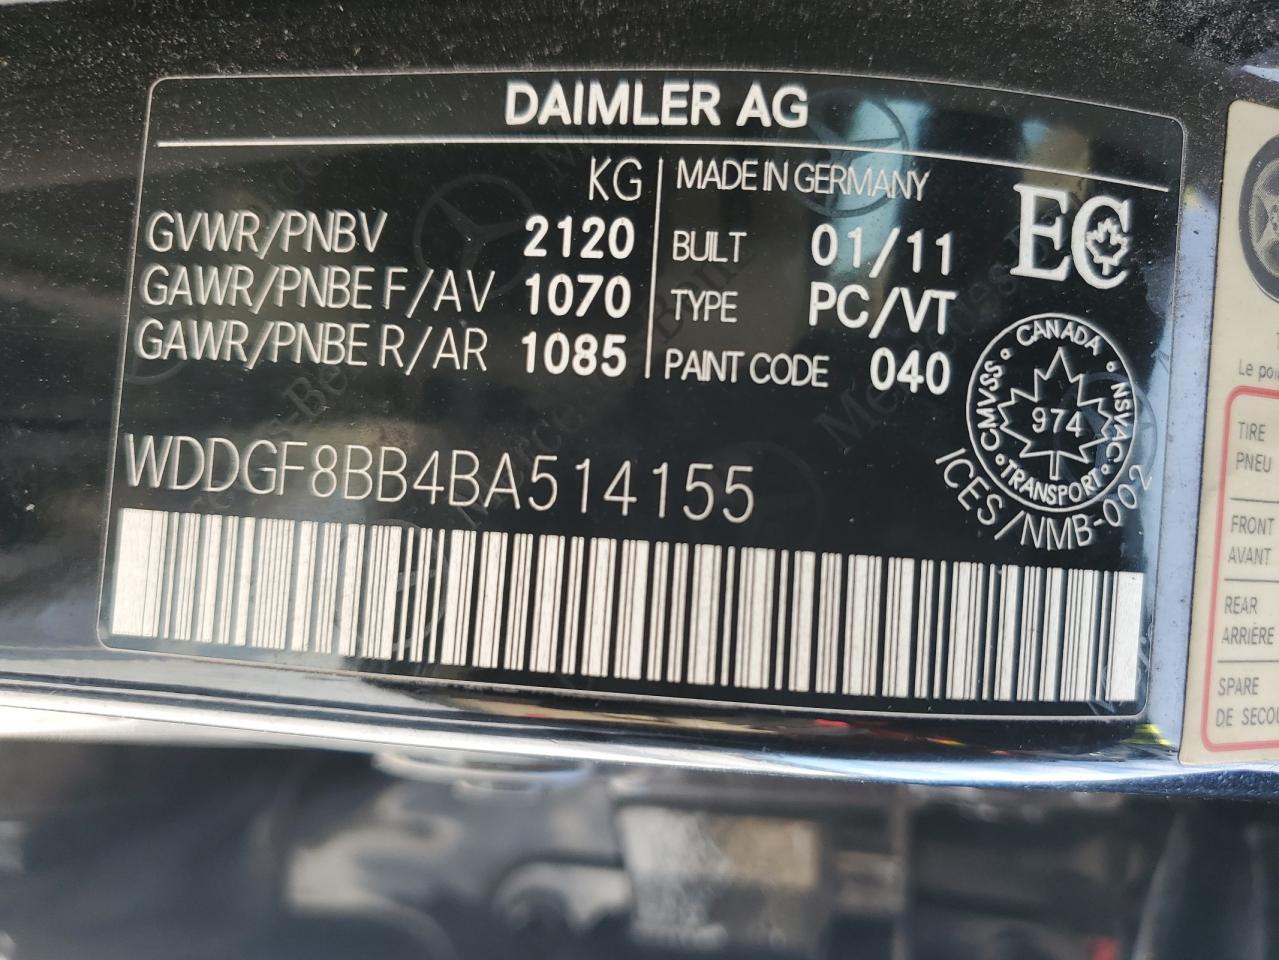 DAIMLER AG
KG
GVWR/PNBV 2120
GAWR/PNBE F/AV 1070
GAWR/PNBE R/AR 1085
MADE IN GERMANY
BUILT 01/11
TYPE PC/VT
PAINT CODE 040
EC
CANADA
CMVSS 974 NSVAC
TRANSPORT
ICES/NMB-002
WDDGF8BB4BA514155
Le
TIRE
PNEU
FRONT
AVANT
REAR
ARRIÈRE
SPARE
DE